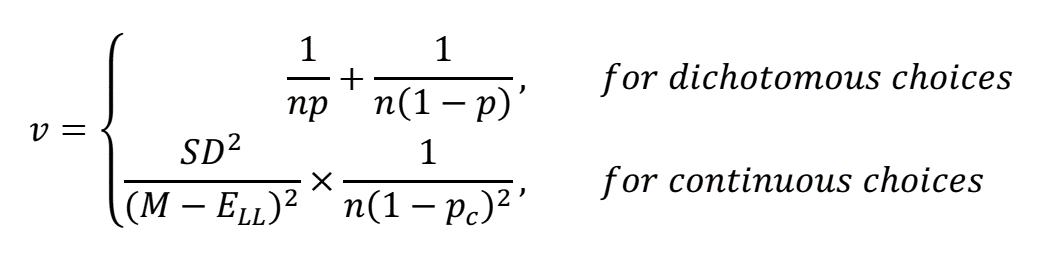 v = { 1/np + 1/n(1 − p), for dichotomous choices
SD²/(M − E_LL)² × 1/n(1 − p_c)², for continuous choices